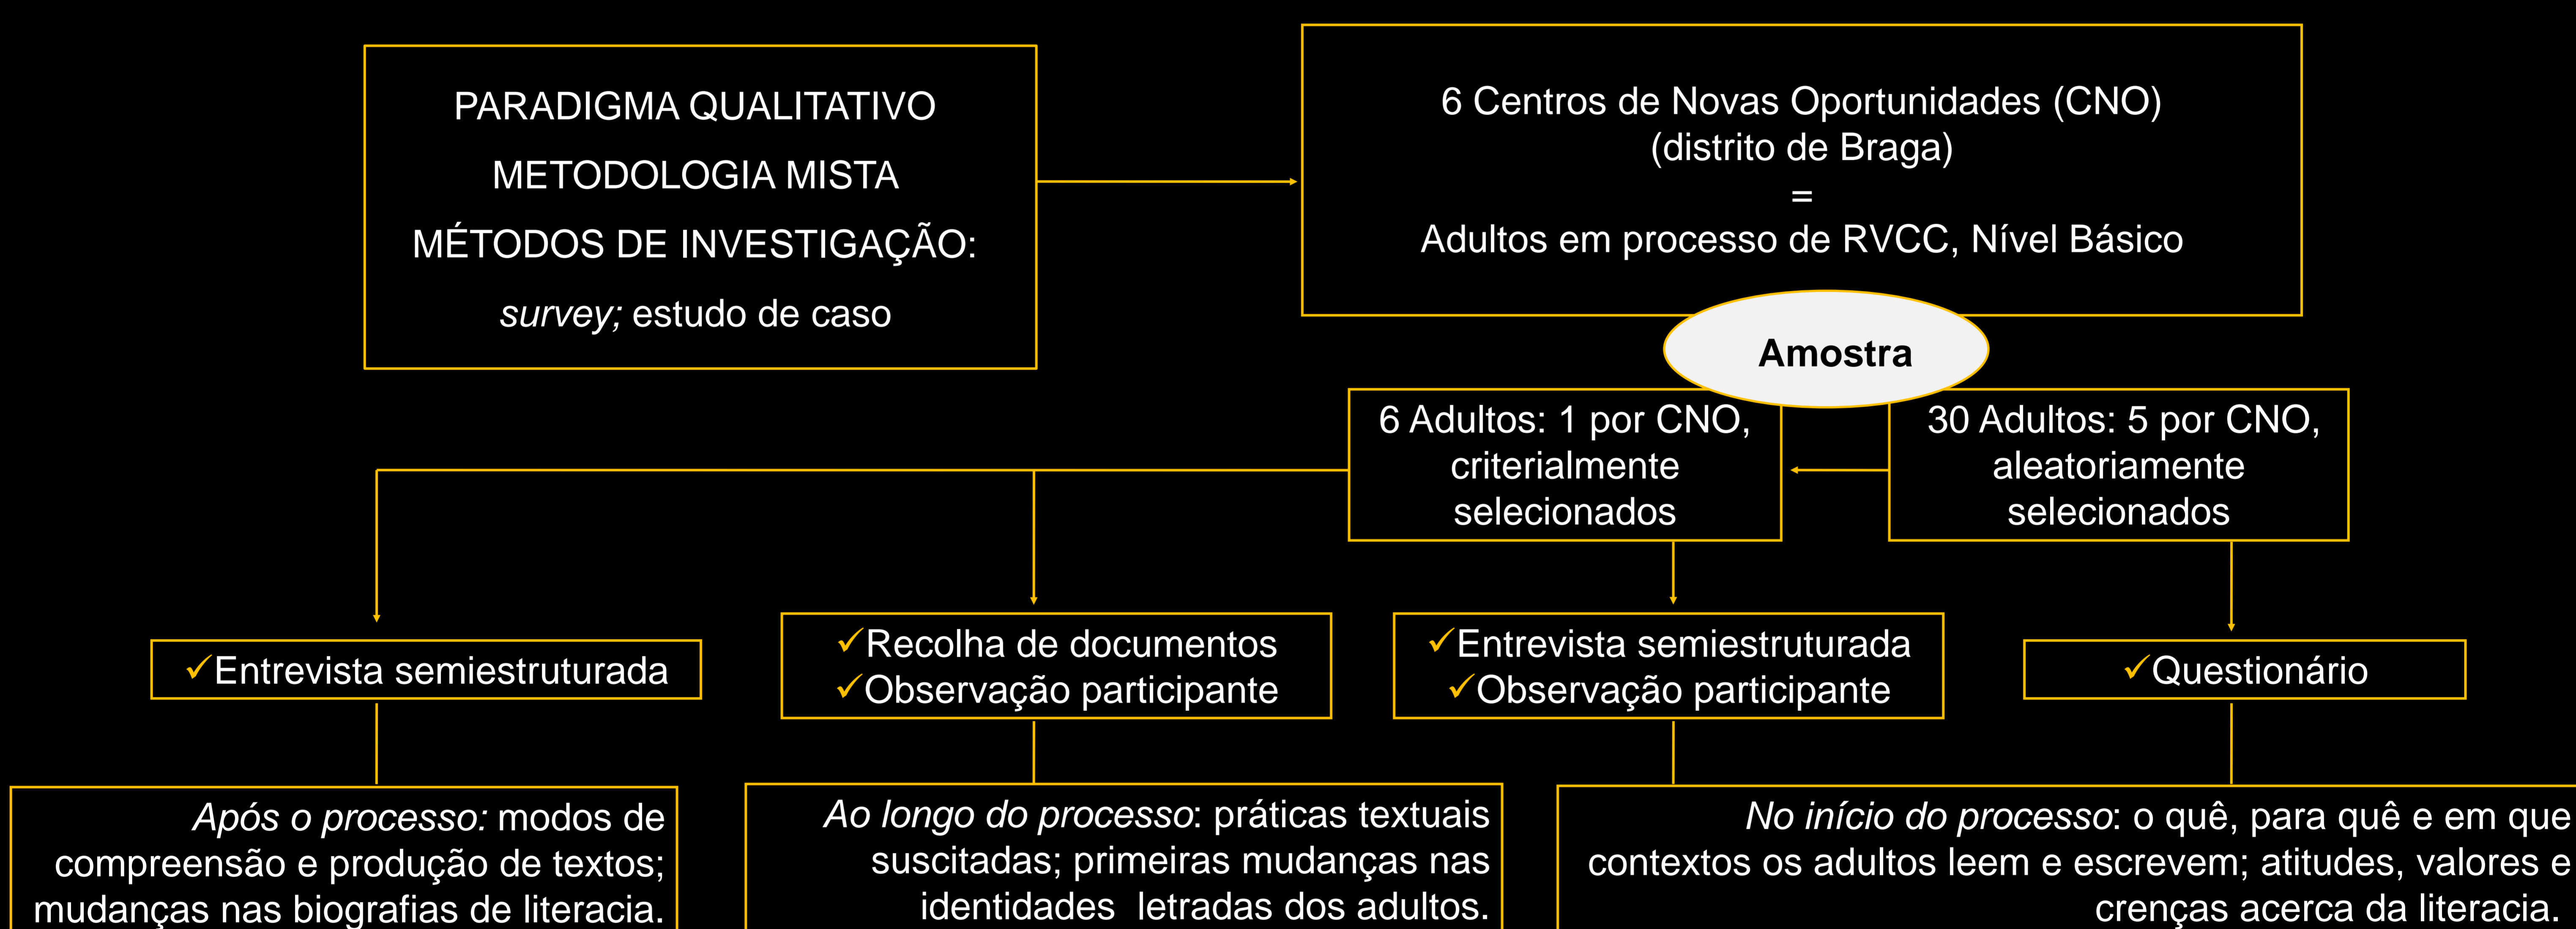 PARADIGMA QUALITATIVO
METODOLOGIA MISTA
MÉTODOS DE INVESTIGAÇÃO:
survey; estudo de caso
6 Centros de Novas Oportunidades (CNO)
(distrito de Braga)
=
Adultos em processo de RVCC, Nível Básico
Amostra
6 Adultos: 1 por CNO,
criterialmente
selecionados
30 Adultos: 5 por CNO,
aleatoriamente
selecionados
✓Entrevista semiestruturada
✓Recolha de documentos
✓Observação participante
✓Entrevista semiestruturada
✓Observação participante
✓Questionário
Após o processo: modos de
compreensão e produção de textos;
mudanças nas biografias de literacia.
Ao longo do processo: práticas textuais
suscitadas; primeiras mudanças nas
identidades letradas dos adultos.
No início do processo: o quê, para quê e em que
contextos os adultos leem e escrevem; atitudes, valores e
crenças acerca da literacia.